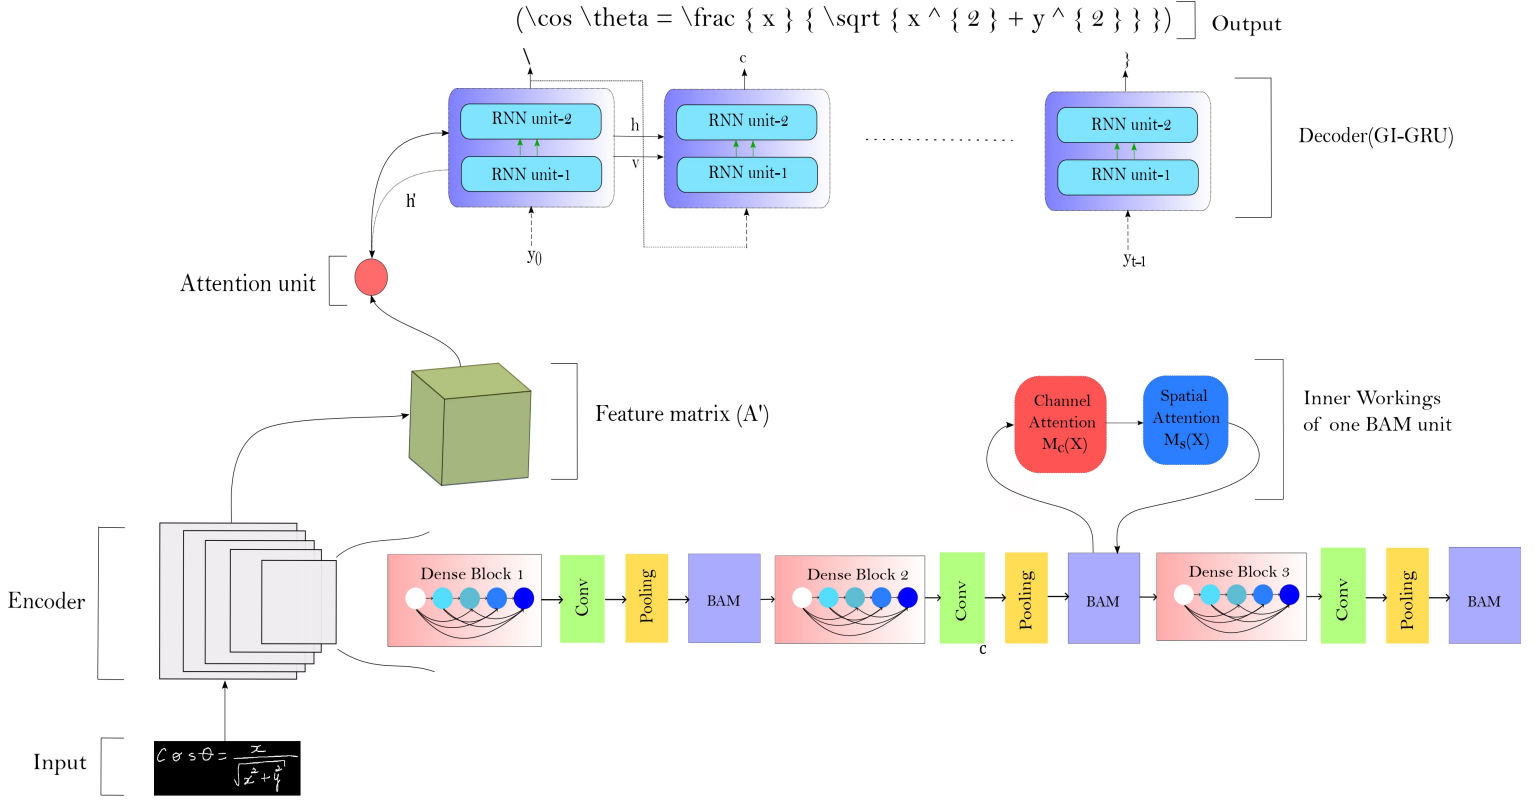 (\cos \theta = \frac { x } { \sqrt { x ^ { 2 } + y ^ { 2 } } }) Output
\ c }
RNN unit-2 h RNN unit-2 RNN unit-2 Decoder(GI-GRU)
RNN unit-1 v RNN unit-1 RNN unit-1
h'
y0 yt-1
Attention unit
Feature matrix (A')
Channel Attention Mc(X)
Spatial Attention Ms(X)
Inner Workings
of one BAM unit
Encoder
Dense Block 1 Conv Pooling BAM Dense Block 2 Conv Pooling BAM Dense Block 3 Conv Pooling BAM
c
Input
cosθ = x / √x²+y²